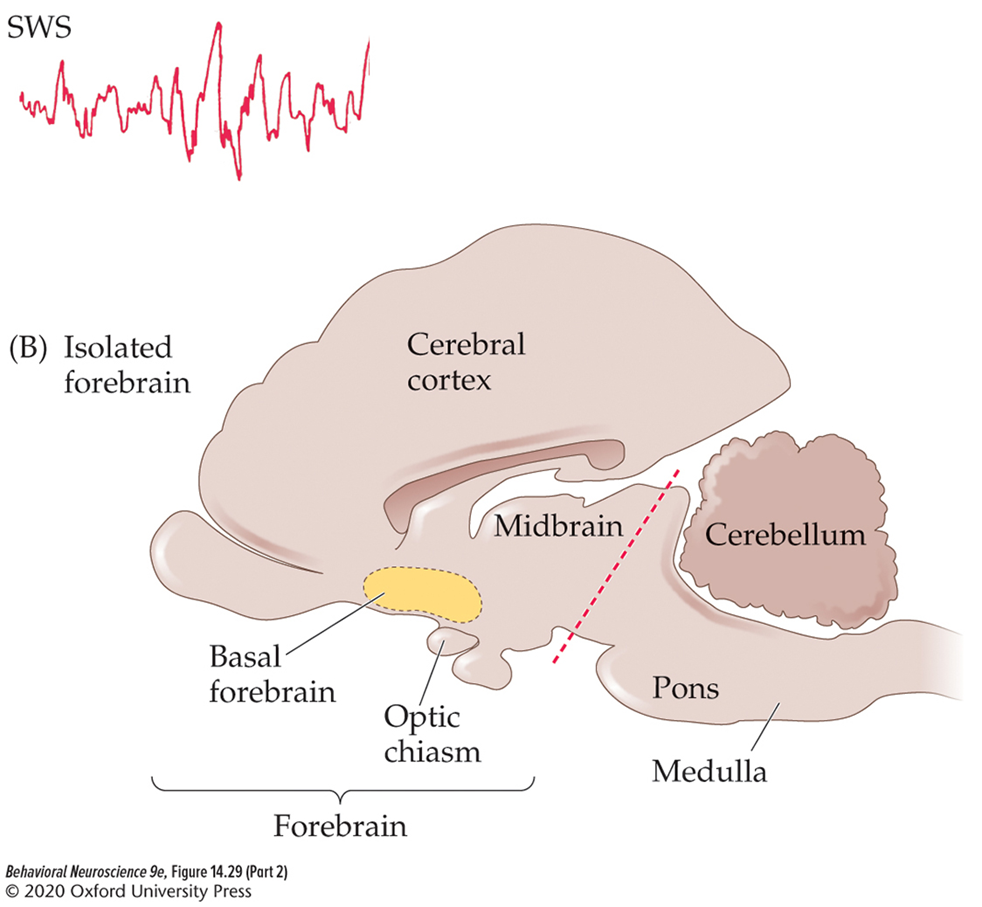 SWS
(B) Isolated
forebrain
Cerebral
cortex
Midbrain
Cerebellum
Basal
forebrain
Optic
chiasm
Pons
Medulla
Forebrain
Behavioral Neuroscience 9e, Figure 14.29 (Part 2)
© 2020 Oxford University Press